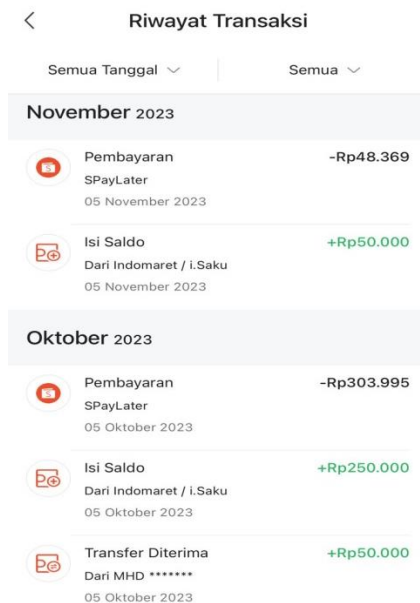 Riwayat Transaksi
Semua Tanggal Semua
November 2023
Pembayaran -Rp48.369
SPayLater
05 November 2023
Isi Saldo +Rp50.000
Dari Indomaret / i.Saku
05 November 2023
Oktober 2023
Pembayaran -Rp303.995
SPayLater
05 Oktober 2023
Isi Saldo +Rp250.000
Dari Indomaret / i.Saku
05 Oktober 2023
Transfer Diterima +Rp50.000
Dari MHD *******
05 Oktober 2023